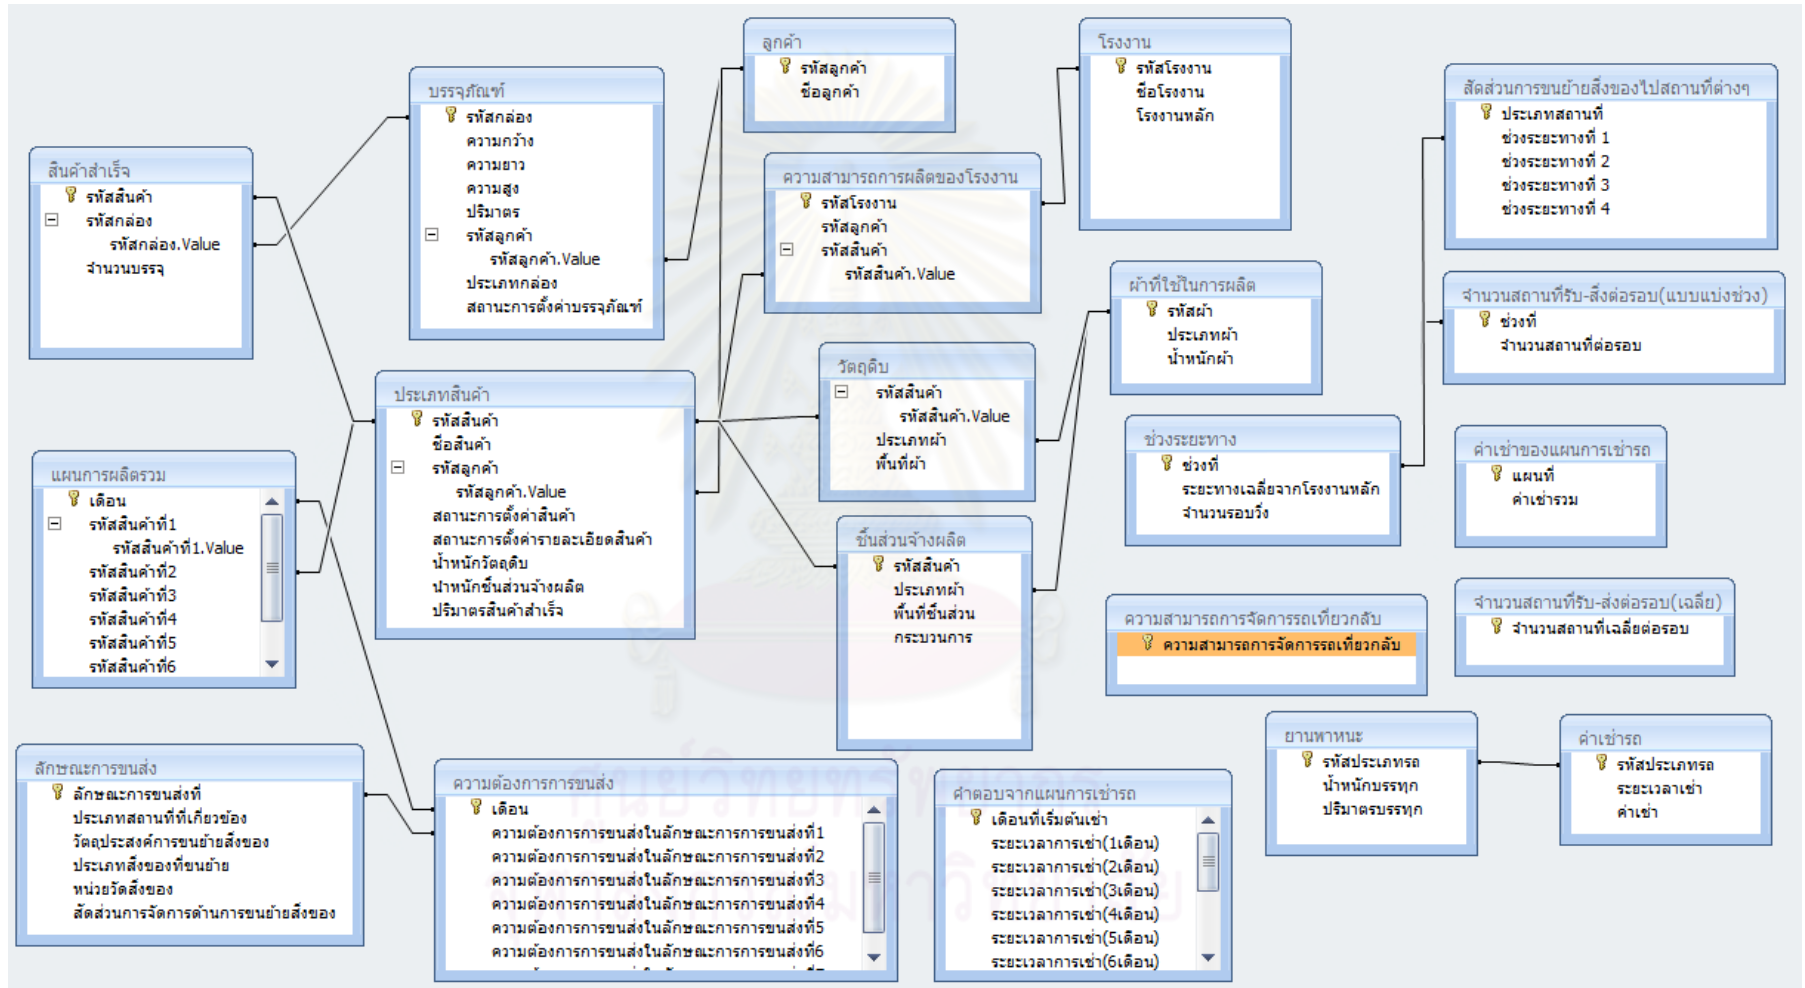 ลูกค้า
รหัสลูกค้า
ชื่อลูกค้า
โรงงาน
รหัสโรงงาน
ชื่อโรงงาน
โรงงานหลัก
สัดส่วนการขนย้ายสิ่งของไปสถานที่ต่างๆ
ประเภทสถานที่
ช่วงระยะทางที่ 1
ช่วงระยะทางที่ 2
ช่วงระยะทางที่ 3
ช่วงระยะทางที่ 4
บรรจุภัณฑ์
รหัสกล่อง
ความกว้าง
ความยาว
ความสูง
ปริมาตร
รหัสลูกค้า
รหัสลูกค้า.Value
ประเภทกล่อง
สถานะการตั้งค่าบรรจุภัณฑ์
สินค้าสำเร็จ
รหัสสินค้า
รหัสกล่อง
รหัสกล่อง.Value
จำนวนบรรจุ
ความสามารถการผลิตของโรงงาน
รหัสโรงงาน
รหัสลูกค้า
รหัสสินค้า
รหัสสินค้า.Value
ผ้าที่ใช้ในการผลิต
รหัสผ้า
ประเภทผ้า
น้ำหนักผ้า
จำนวนสถานที่รับ-สิ่งต่อรอบ(แบบแบ่งช่วง)
ช่วงที่
จำนวนสถานที่ต่อรอบ
ประเภทสินค้า
รหัสสินค้า
ชื่อสินค้า
รหัสลูกค้า
รหัสลูกค้า.Value
สถานะการตั้งค่าสินค้า
สถานะการตั้งค่ารายละเอียดสินค้า
น้ำหนักวัตถุดิบ
นำหนักชิ้นส่วนจ้างผลิต
ปริมาตรสินค้าสำเร็จ
วัตถุดิบ
รหัสสินค้า
รหัสสินค้า.Value
ประเภทผ้า
พื้นที่ผ้า
ช่วงระยะทาง
ช่วงที่
ระยะทางเฉลี่ยจากโรงงานหลัก
จำนวนรอบวิ่ง
ค่าเช่าของแผนการเช่ารถ
แผนที่
ค่าเช่ารวม
แผนการผลิตรวม
เดือน
รหัสสินค้าที่1
รหัสสินค้าที่1.Value
รหัสสินค้าที่2
รหัสสินค้าที่3
รหัสสินค้าที่4
รหัสสินค้าที่5
รหัสสินค้าที่6
ชิ้นส่วนจ้างผลิต
รหัสสินค้า
ประเภทผ้า
พื้นที่ชิ้นส่วน
กระบวนการ
ความสามารถการจัดการรถเที่ยวกลับ
ความสามารถการจัดการรถเที่ยวกลับ
จำนวนสถานที่รับ-ส่งต่อรอบ(เฉลี่ย)
จำนวนสถานที่เฉลี่ยต่อรอบ
ยานพาหนะ
รหัสประเภทรถ
น้ำหนักบรรทุก
ปริมาตรบรรทุก
ค่าเช่ารถ
รหัสประเภทรถ
ระยะเวลาเช่า
ค่าเช่า
ลักษณะการขนส่ง
ลักษณะการขนส่งที่
ประเภทสถานที่ที่เกี่ยวข้อง
วัตถุประสงค์การขนย้ายสิ่งของ
ประเภทสิ่งของที่ขนย้าย
หน่วยวัดสิ่งของ
สัดส่วนการจัดการด้านการขนย้ายสิ่งของ
ความต้องการการขนส่ง
เดือน
ความต้องการการขนส่งในลักษณะการการขนส่งที่1
ความต้องการการขนส่งในลักษณะการการขนส่งที่2
ความต้องการการขนส่งในลักษณะการการขนส่งที่3
ความต้องการการขนส่งในลักษณะการการขนส่งที่4
ความต้องการการขนส่งในลักษณะการการขนส่งที่5
ความต้องการการขนส่งในลักษณะการการขนส่งที่6
คำตอบจากแผนการเช่ารถ
เดือนที่เริ่มต้นเช่า
ระยะเวลาการเช่า(1เดือน)
ระยะเวลาการเช่า(2เดือน)
ระยะเวลาการเช่า(3เดือน)
ระยะเวลาการเช่า(4เดือน)
ระยะเวลาการเช่า(5เดือน)
ระยะเวลาการเช่า(6เดือน)
ศูนย์วิทยทรัพยากร
จุฬาลงกรณ์มหาวิทยาลัย